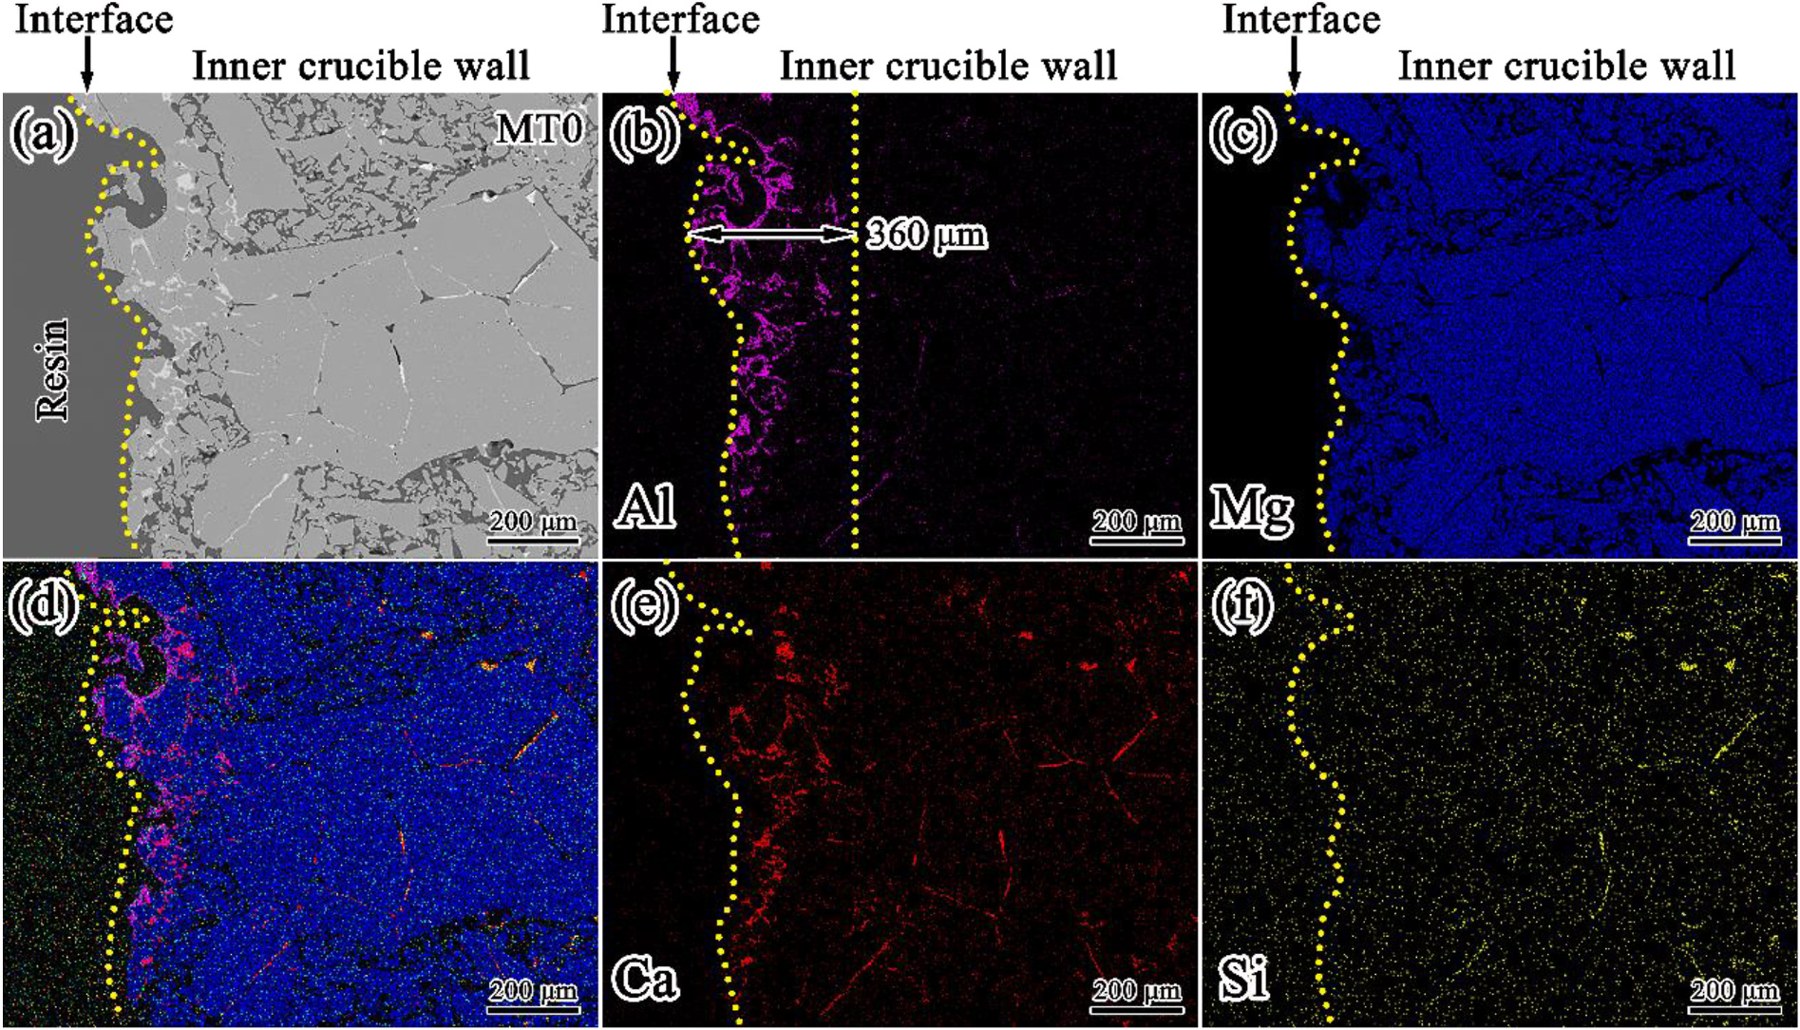 Interface
Inner crucible wall
Interface
Inner crucible wall
Interface
Inner crucible wall
(a)
MT0
Resin
200 μm
(b)
360 μm
Al
200 μm
(c)
Mg
200 μm
(d)
200 μm
(e)
Ca
200 μm
(f)
Si
200 μm